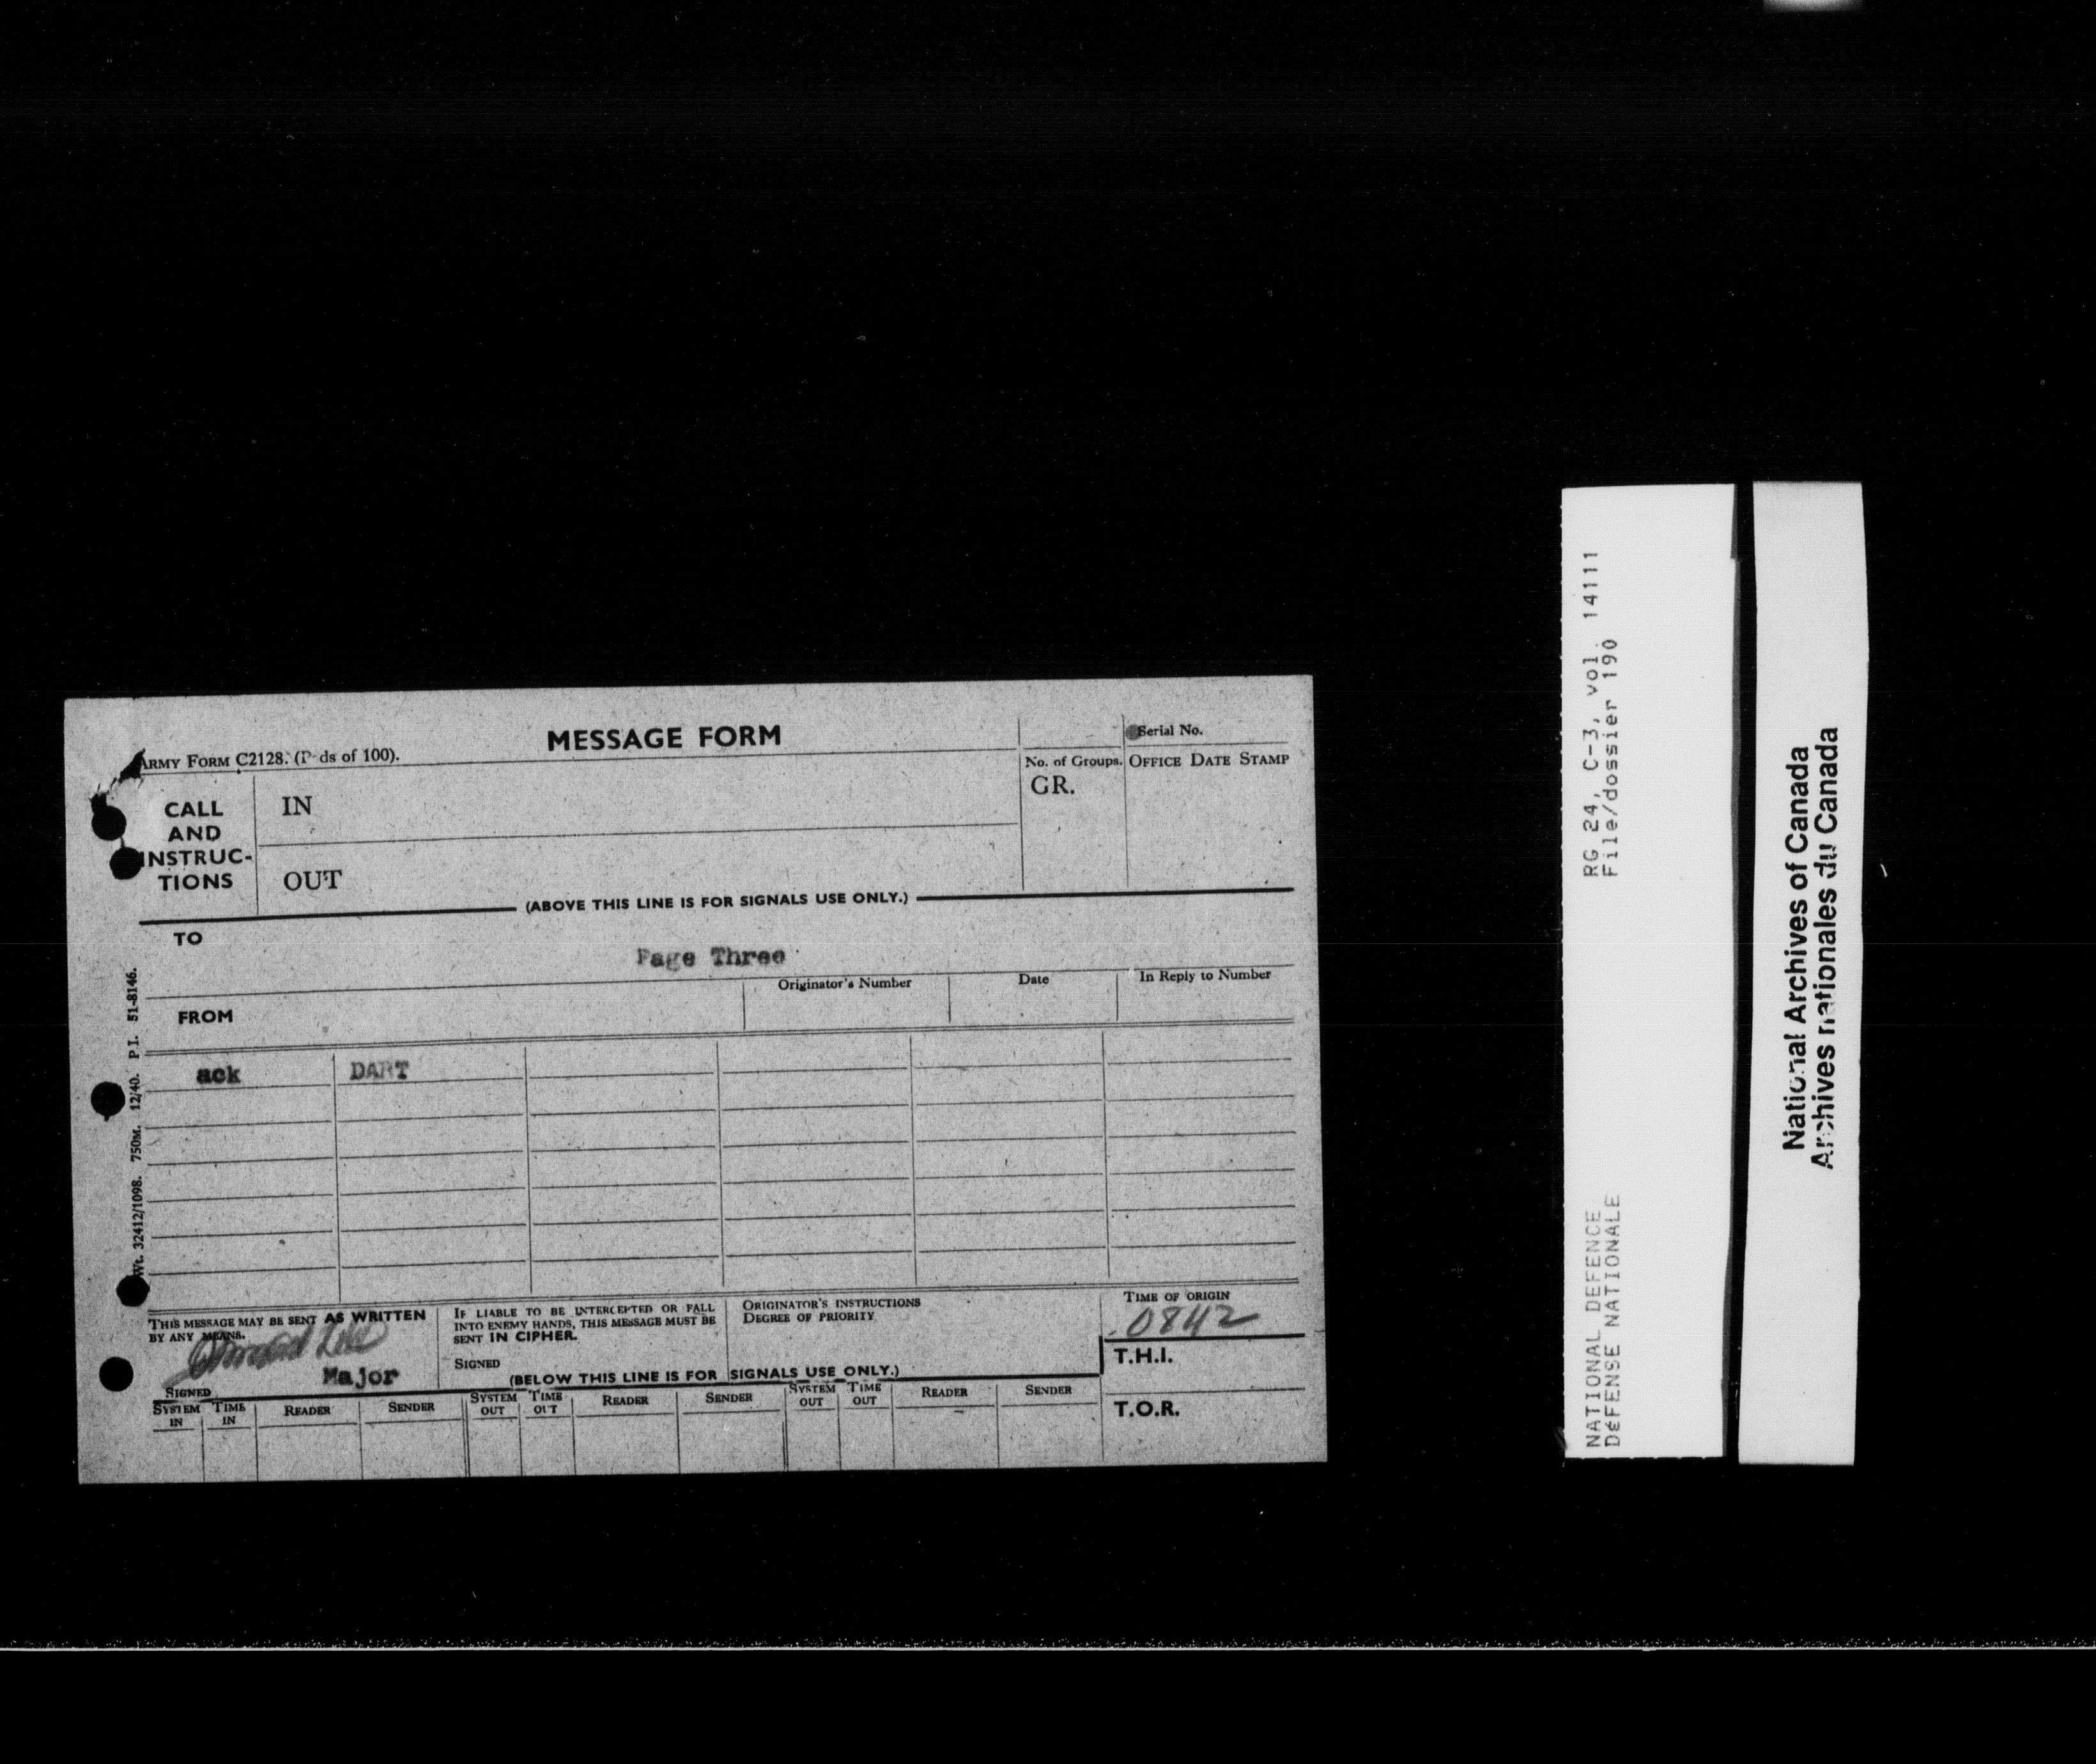 MESSAGE FORM
Serial No.
ARMY FORM C2128. (P ds of 100).
No. of Groups.
OFFICE DATE STAMP
GR.
CALL
AND
INSTRUC-
TIONS
IN
OUT
(ABOVE THIS LINE IS FOR SIGNALS USE ONLY.)
TO
Page Three
Originator's Number
Date
In Reply to Number
FROM
ack DART
Wt. 32412/1098. 750M. 12/40. P.I. 51-8146.
THIS MESSAGE MAY BE SENT AS WRITTEN
BY ANY MEANS.
Major
SIGNED
IF LIABLE TO BE INTERCEPTED OR FALL
INTO ENEMY HANDS, THIS MESSAGE MUST BE
SENT IN CIPHER.
SIGNED
ORIGINATOR'S INSTRUCTIONS
DEGREE OF PRIORITY
TIME OF ORIGIN
0842
T.H.I.
T.O.R.
(BELOW THIS LINE IS FOR SIGNALS USE ONLY.)
SYSTEM IN
TIME IN
READER
SENDER
SYSTEM OUT
TIME OUT
READER
SENDER
SYSTEM OUT
TIME OUT
READER
SENDER
RG 24, C-3, vol. 14111
File/dossier 190
NATIONAL DEFENCE
DéFENSE NATIONALE
National Archives of Canada
Archives nationales du Canada